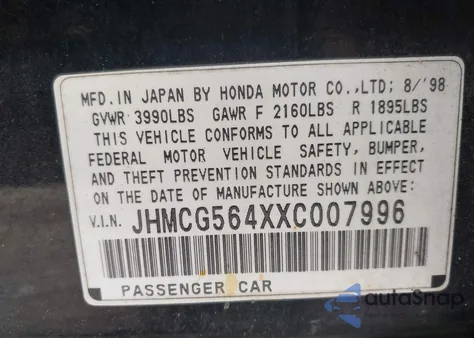 MFD. IN JAPAN BY HONDA MOTOR CO.,LTD; 8/'98
GVWR 3990LBS GAWR F 2160LBS R 1895LBS
THIS VEHICLE CONFORMS TO ALL APPLICABLE
FEDERAL MOTOR VEHICLE SAFETY, BUMPER,
AND THEFT PREVENTION STANDARDS IN EFFECT
ON THE DATE OF MANUFACTURE SHOWN ABOVE:
V.I.N. JHMCG564XXC007996
PASSENGER CAR
autoSnap